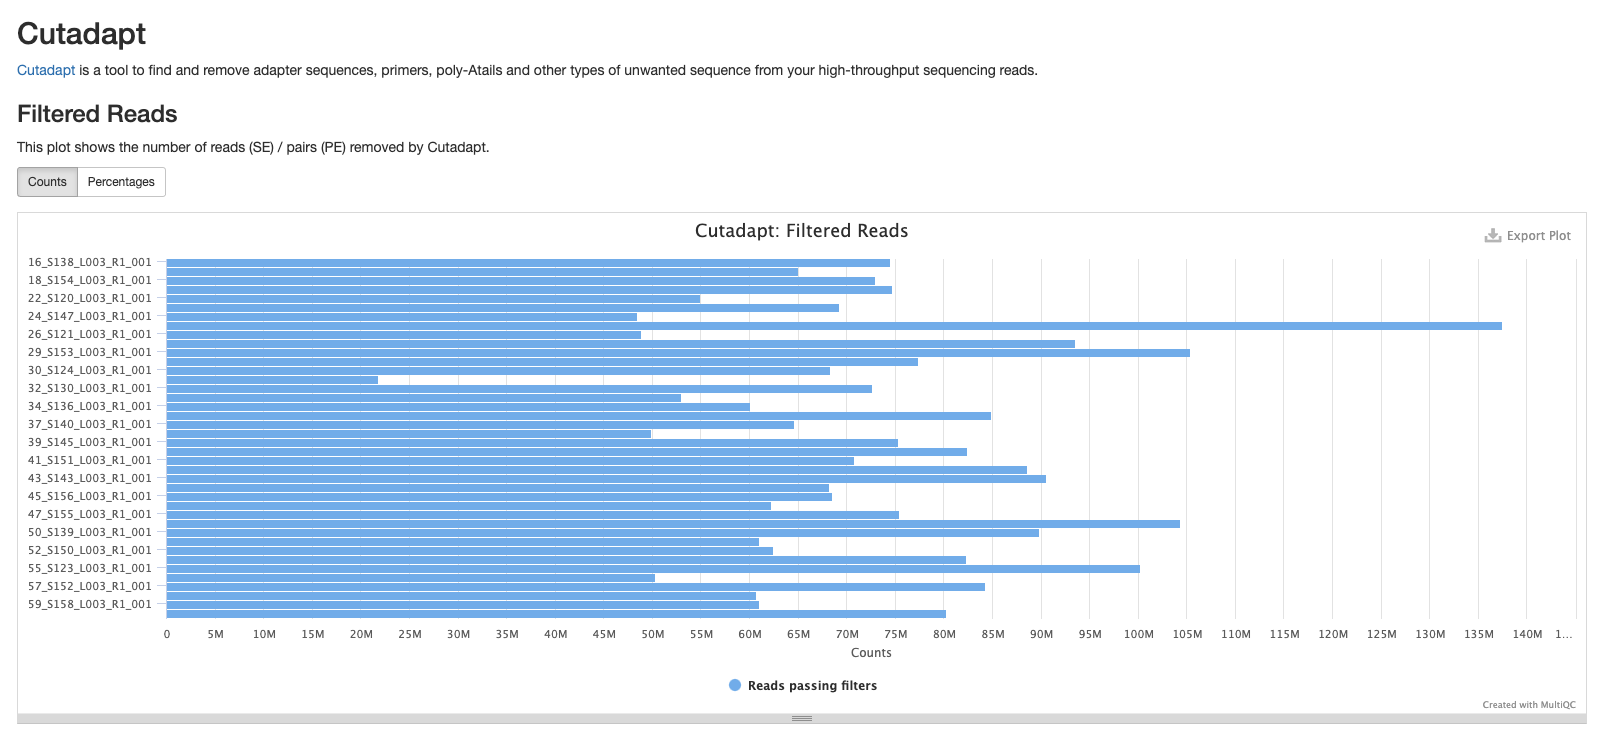 Cutadapt
Cutadapt is a tool to find and remove adapter sequences, primers, poly-Atails and other types of unwanted sequence from your high-throughput sequencing reads.
Filtered Reads
This plot shows the number of reads (SE) / pairs (PE) removed by Cutadapt.
Counts Percentages
Cutadapt: Filtered Reads
Export Plot
16_S138_L003_R1_001
18_S154_L003_R1_001
22_S120_L003_R1_001
24_S147_L003_R1_001
26_S121_L003_R1_001
29_S153_L003_R1_001
30_S124_L003_R1_001
32_S130_L003_R1_001
34_S136_L003_R1_001
37_S140_L003_R1_001
39_S145_L003_R1_001
41_S151_L003_R1_001
43_S143_L003_R1_001
45_S156_L003_R1_001
47_S155_L003_R1_001
50_S139_L003_R1_001
52_S150_L003_R1_001
55_S123_L003_R1_001
57_S152_L003_R1_001
59_S158_L003_R1_001
0 5M 10M 15M 20M 25M 30M 35M 40M 45M 50M 55M 60M 65M 70M 75M 80M 85M 90M 95M 100M 105M 110M 115M 120M 125M 130M 135M 140M 1...
Counts
Reads passing filters
Created with MultiQC